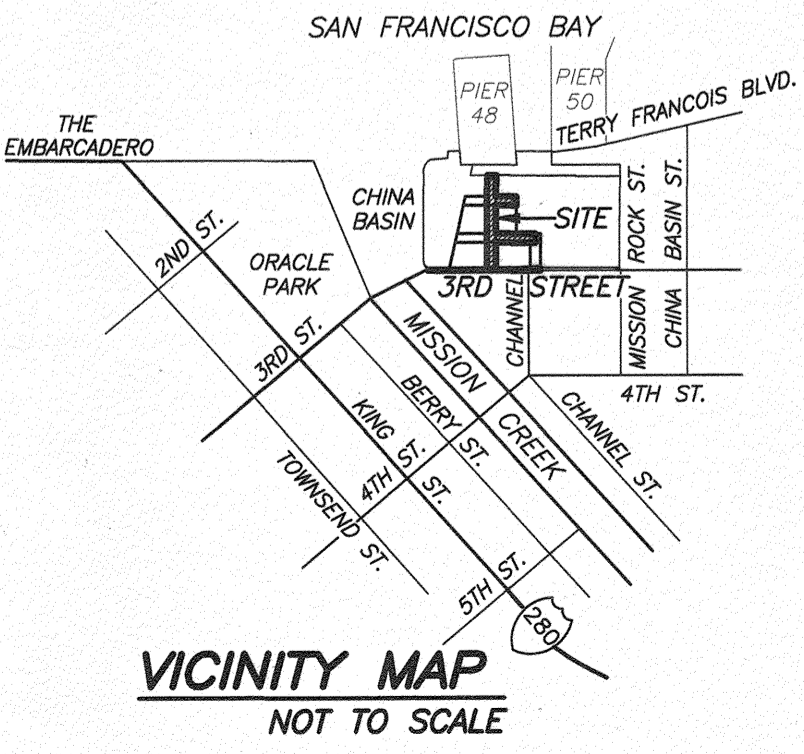 SAN FRANCISCO BAY
PIER
48
PIER
50
TERRY FRANCOIS BLVD.
THE
EMBARCADERO
CHINA
BASIN
SITE
MISSION ROCK ST.
CHINA BASIN ST.
2ND ST.
ORACLE
PARK
3RD STREET
3RD ST.
CHANNEL
MISSION CREEK
BERRY ST.
KING ST.
4TH ST.
4TH ST.
CHANNEL ST.
TOWNSEND ST.
5TH ST.
280
VICINITY MAP
NOT TO SCALE